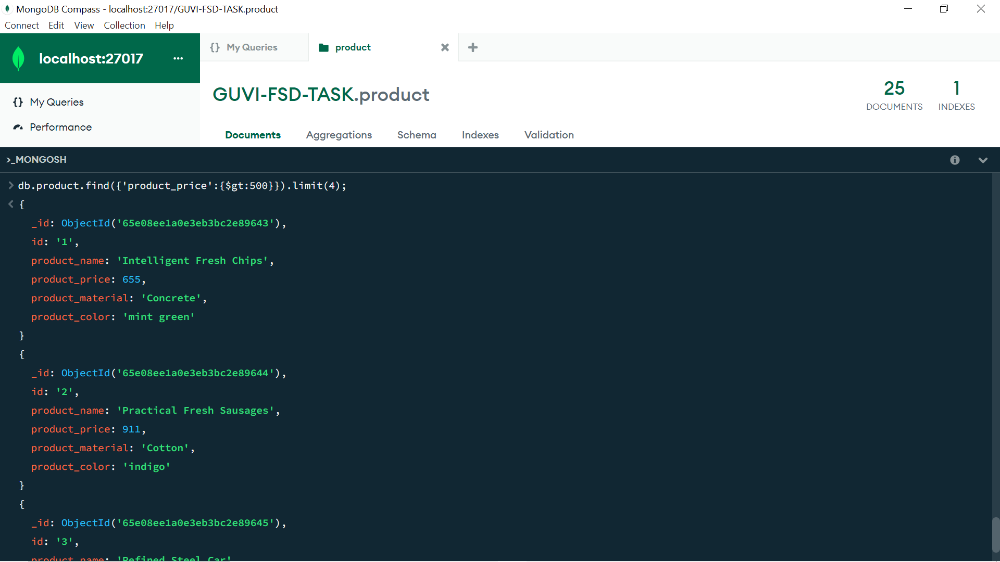 MongoDB Compass - localhost:27017/GUVI-FSD-TASK.product
Connect Edit View Collection Help
localhost:27017 ...
{} My Queries
product
{} My Queries
Performance
GUVI-FSD-TASK.product
25
DOCUMENTS
1
INDEXES
Documents Aggregations Schema Indexes Validation
>_MONGOSH
> db.product.find({'product_price':{$gt:500}}).limit(4);
< {
_id: ObjectId('65e08ee1a0e3eb3bc2e89643'),
id: '1',
product_name: 'Intelligent Fresh Chips',
product_price: 655,
product_material: 'Concrete',
product_color: 'mint green'
}
{
_id: ObjectId('65e08ee1a0e3eb3bc2e89644'),
id: '2',
product_name: 'Practical Fresh Sausages',
product_price: 911,
product_material: 'Cotton',
product_color: 'indigo'
}
{
_id: ObjectId('65e08ee1a0e3eb3bc2e89645'),
id: '3',
product_name: 'Refined Steel Car'